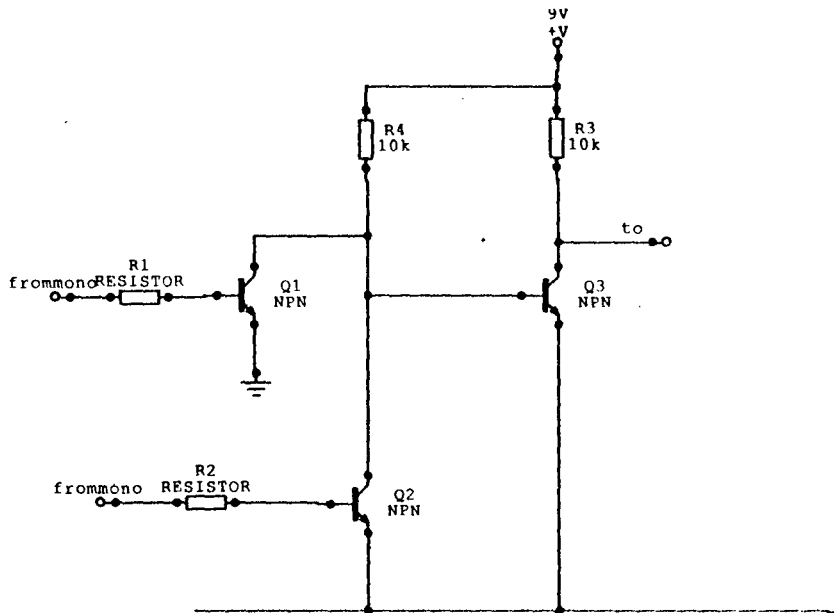 9V
+V
R4
10k
R3
10k
to
R1
RESISTOR
frommono
Q1
NPN
Q3
NPN
R2
RESISTOR
frommono
Q2
NPN